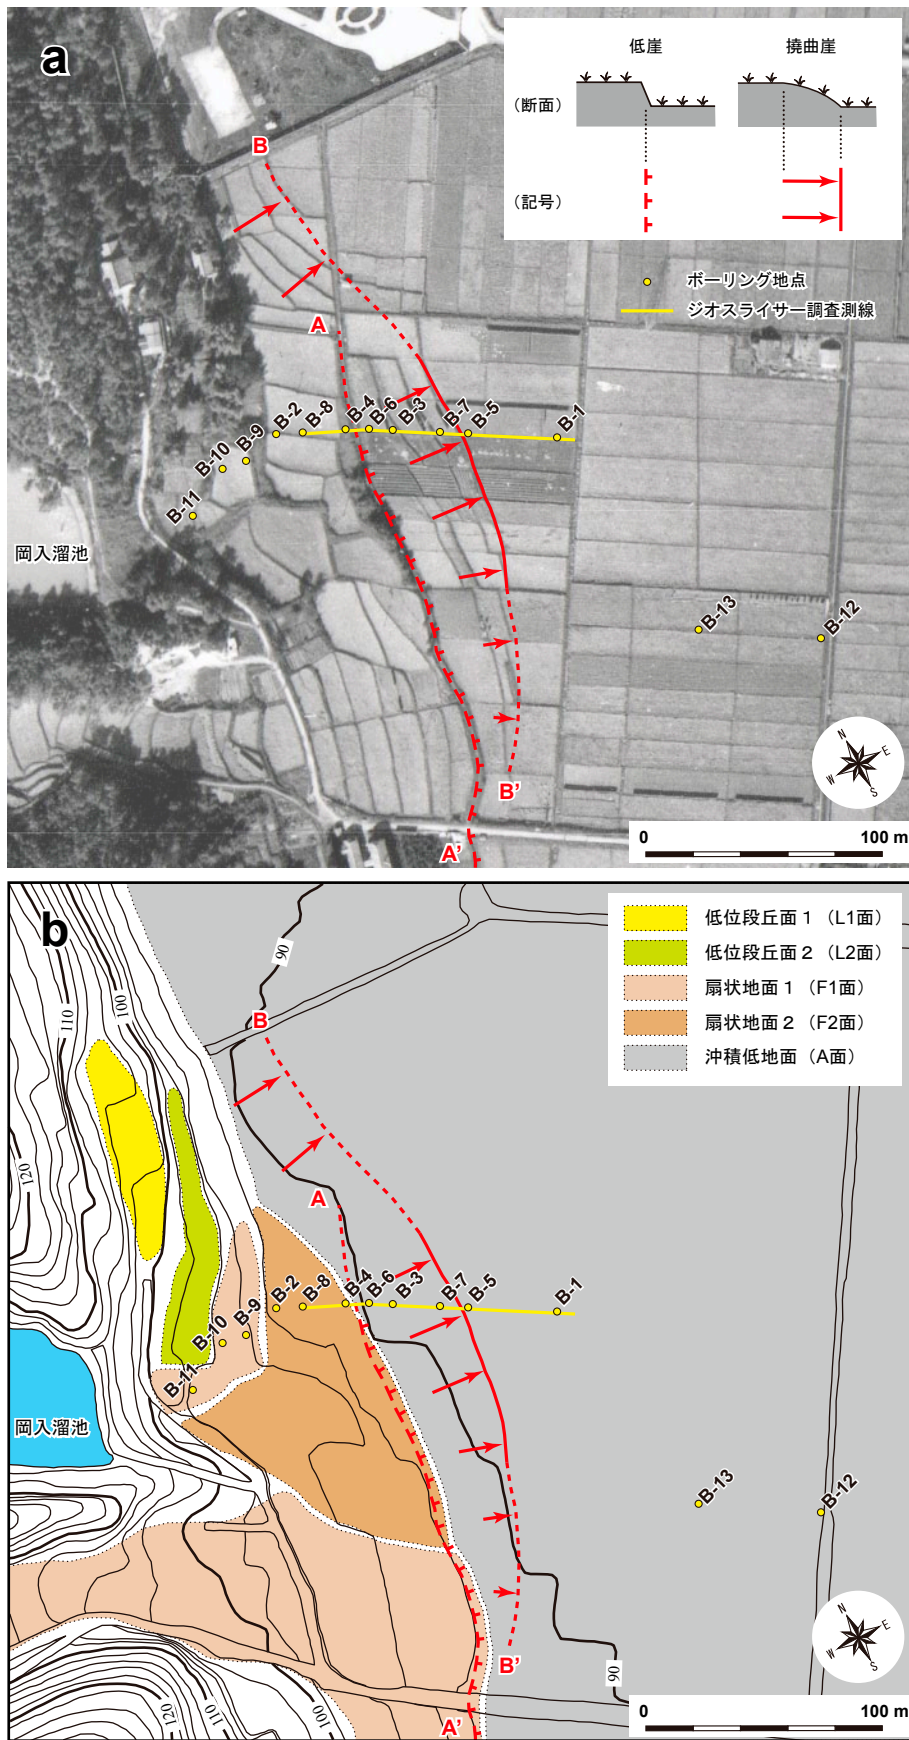 a
低崖
撓曲崖
(断面)
(記号)
ボーリング地点
ジオスライサー調査測線
B
A
B-4
B-6
B-3
B-2
B-8
B-7
B-5
B-1
B-9
B-10
B-11
岡入溜池
B-13
B-12
N
E
W
S
B'
A'
0
100 m
b
低位段丘面1(L1面)
低位段丘面2(L2面)
扇状地面1(F1面)
扇状地面2(F2面)
沖積低地面(A面)
90
110
100
B
120
A
B-4
B-6
B-3
B-2
B-8
B-7
B-5
B-1
B-9
B-10
B-11
岡入溜池
B-13
B-12
N
E
W
S
B'
90
120
110
100
A'
0
100 m